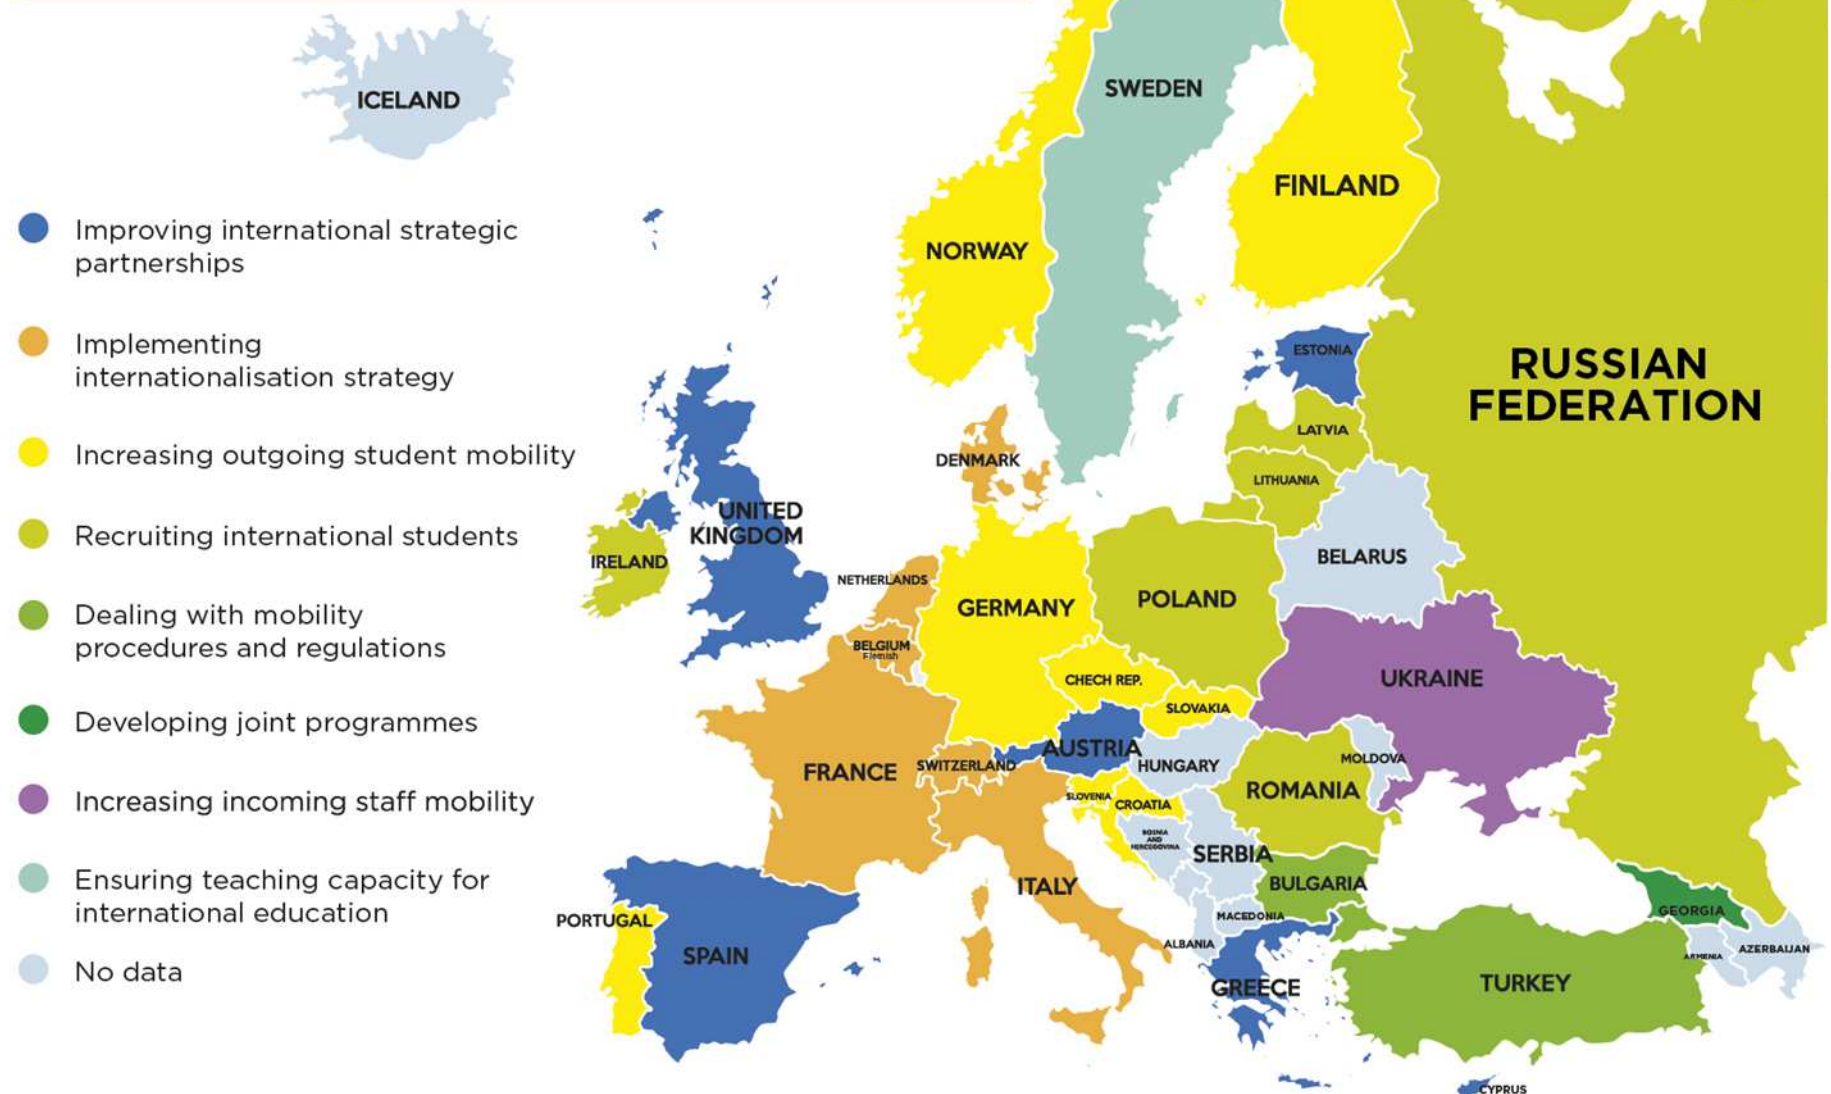 ICELAND
Improving international strategic
partnerships
Implementing
internationalisation strategy
Increasing outgoing student mobility
Recruiting international students
Dealing with mobility
procedures and regulations
Developing joint programmes
Increasing incoming staff mobility
Ensuring teaching capacity for
international education
No data
SWEDEN
FINLAND
NORWAY
ESTONIA
RUSSIAN
FEDERATION
LATVIA
DENMARK
LITHUANIA
UNITED
KINGDOM
IRELAND
BELARUS
NETHERLANDS
GERMANY
POLAND
BELGIUM
Flemish
CHECH REP.
UKRAINE
SLOVAKIA
AUSTRIA
FRANCE
SWITZERLAND
HUNGARY
MOLDOVA
SLOVENIA
CROATIA
ROMANIA
BOSNIA
AND
HERCEGOVINA
SERBIA
ITALY
BULGARIA
PORTUGAL
SPAIN
MACEDONIA
ALBANIA
GREECE
GEORGIA
ARMENIA
AZERBAIJAN
TURKEY
CYPRUS